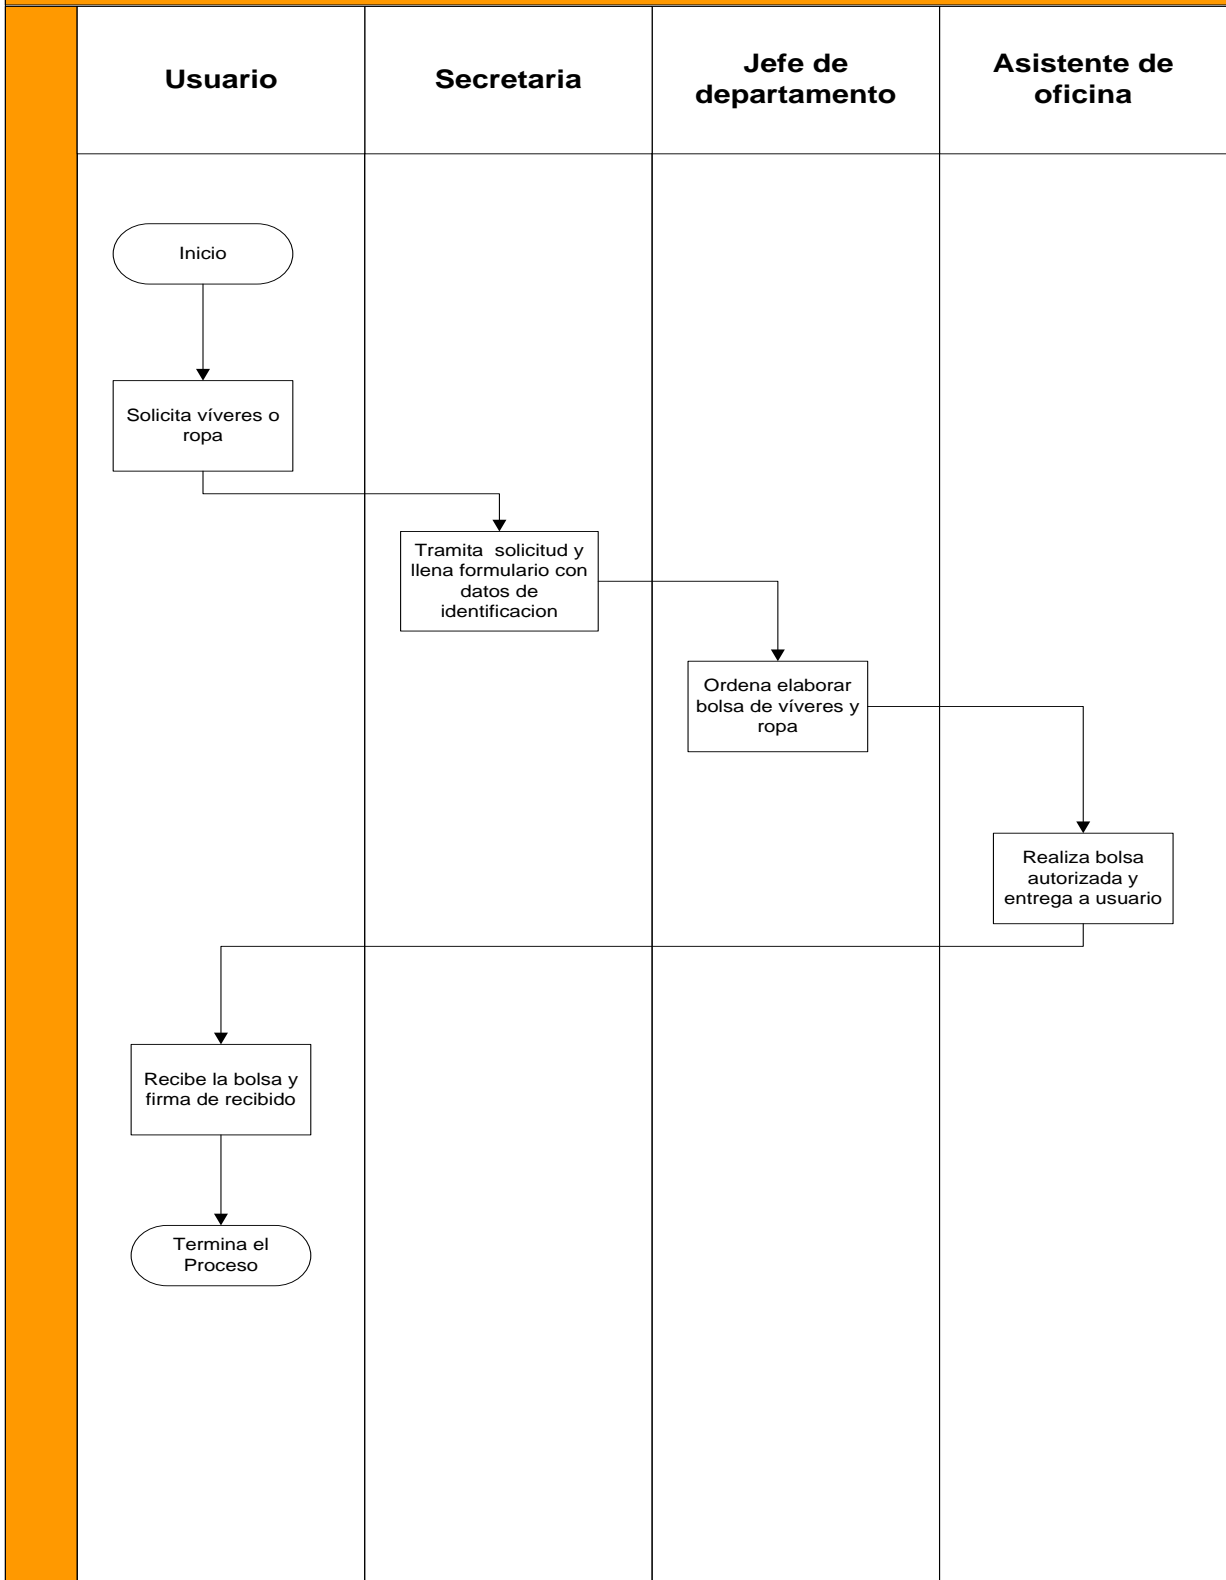 Usuario
Secretaria
Jefe de
departamento
Asistente de
oficina
Inicio
Solicita víveres o
ropa
Tramita  solicitud y
llena formulario con
datos de
identificacion
Ordena elaborar
bolsa de víveres y
ropa
Realiza bolsa
autorizada y
entrega a usuario
Recibe la bolsa y
firma de recibido
Termina el
Proceso